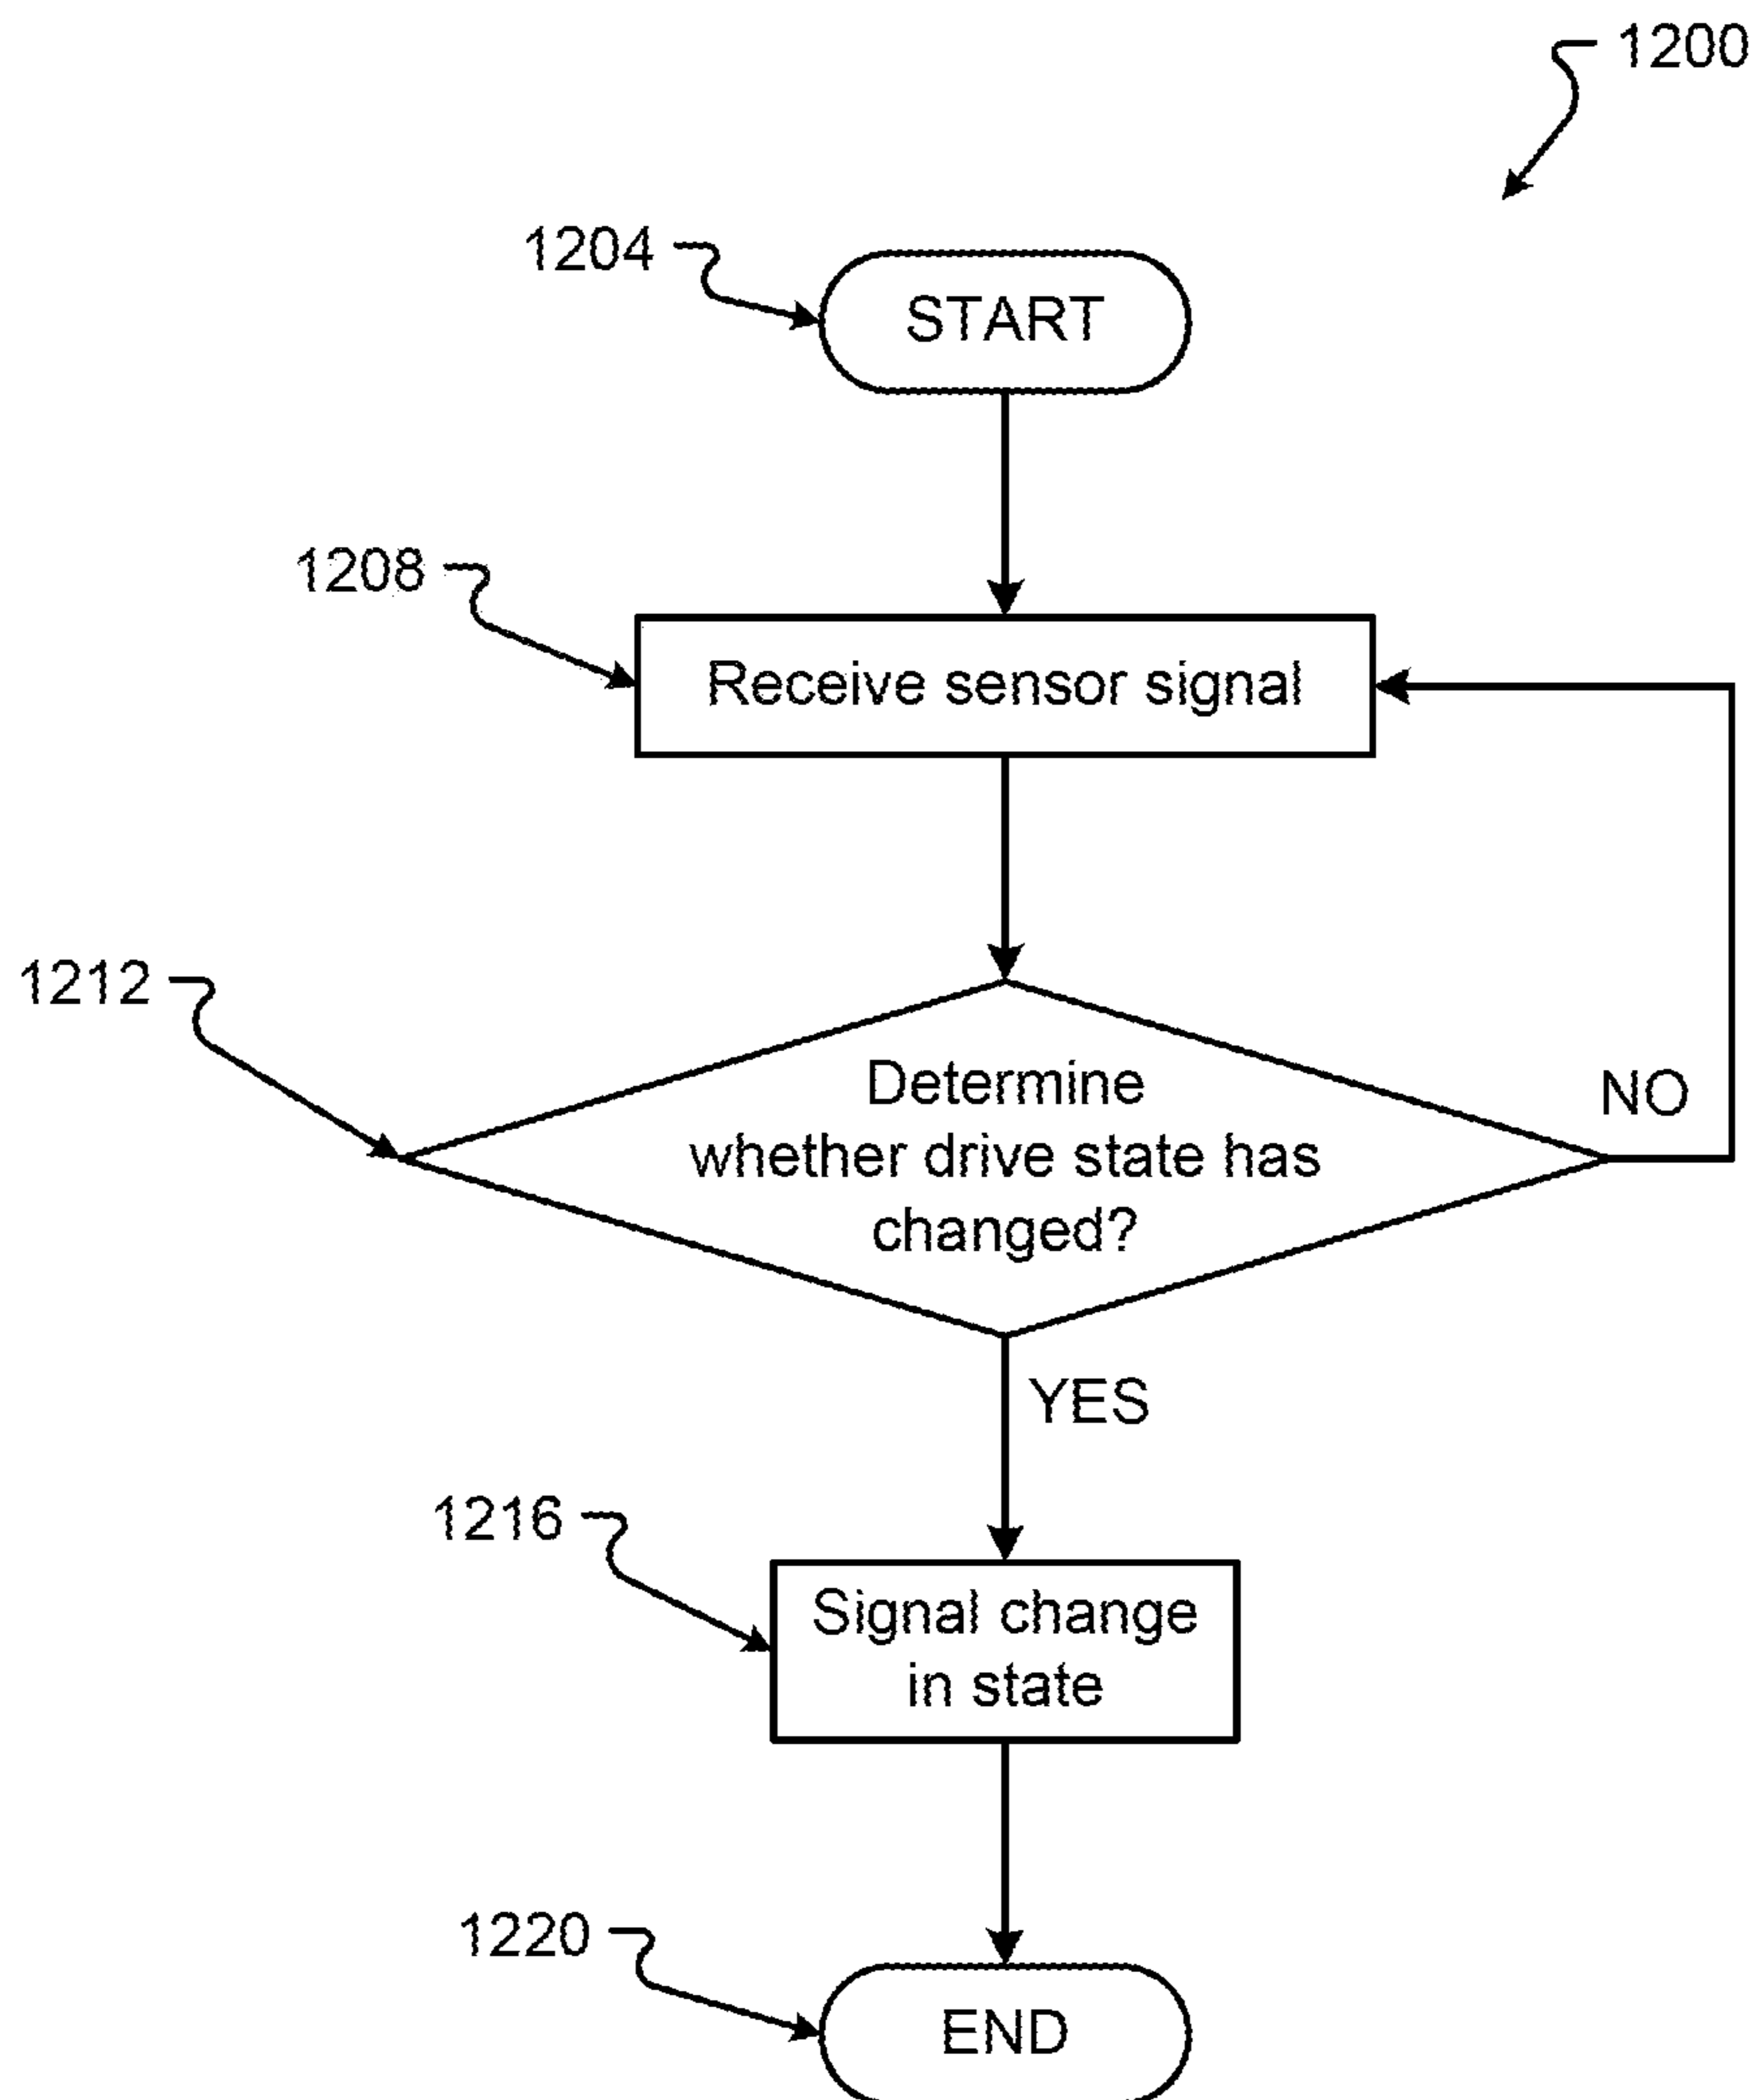 1200
1204
START
1208
Receive sensor signal
1212
Determine
whether drive state has
changed?
NO
YES
1216
Signal change
in state
1220
END